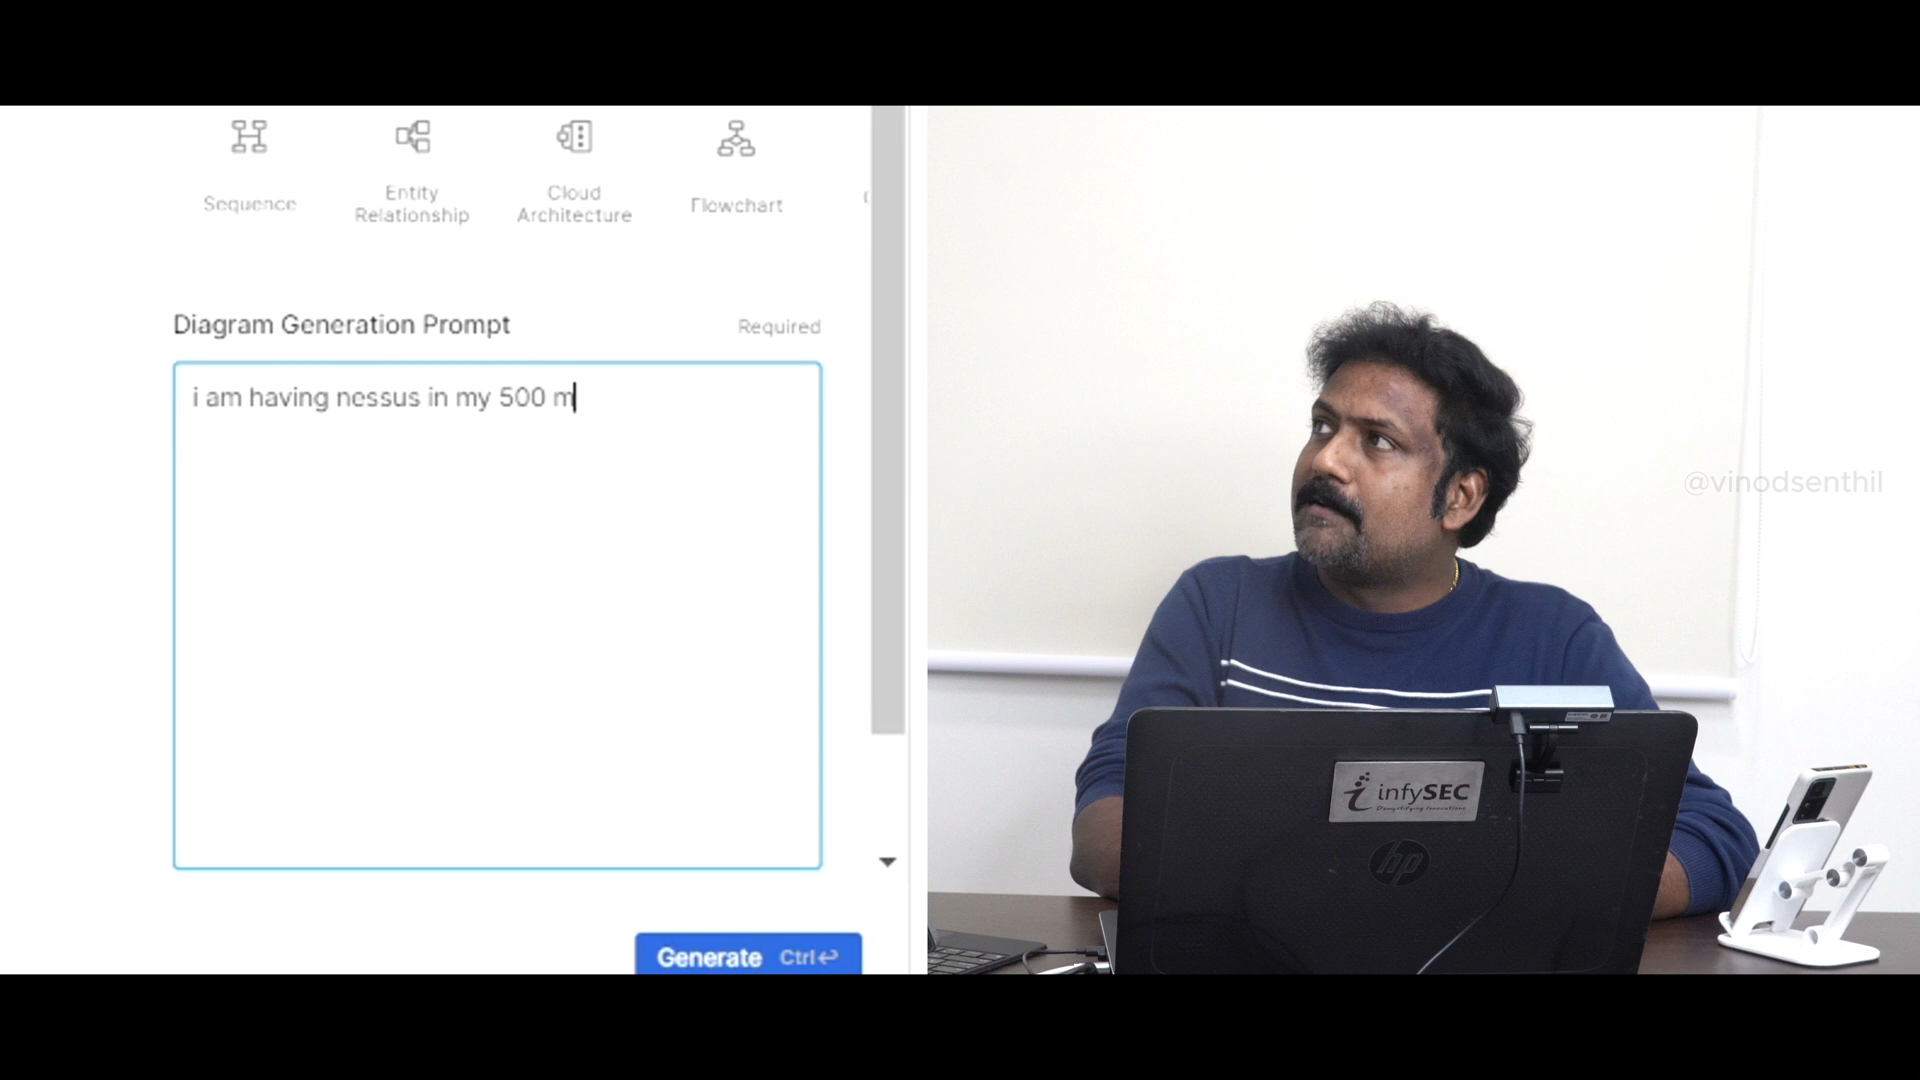 Sequence
Entity
Relationship
Cloud
Architecture
Flowchart
Diagram Generation Prompt
Required
i am having nessus in my 500 m
Generate Ctrl
@vinodsenthil
infySEC
hp